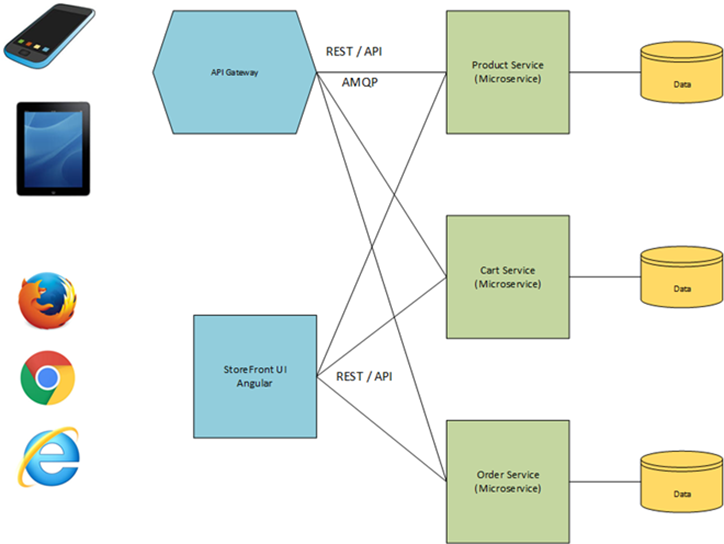 REST / API
API Gateway
AMQP
Product Service
(Microservice)
Data
Cart Service
(Microservice)
Data
StoreFront UI
Angular
REST / API
Order Service
(Microservice)
Data